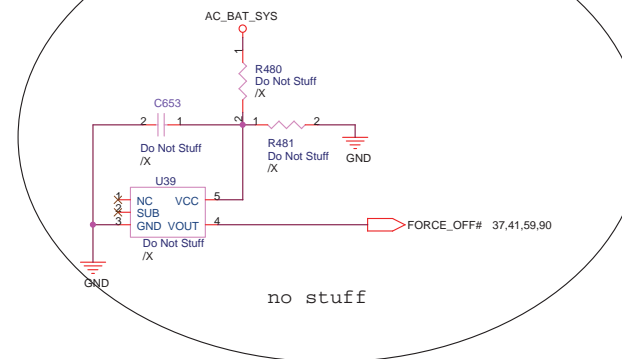 AC_BAT_SYS
1
R480
Do Not Stuff
/X
2
C653
2 1
Do Not Stuff
/X
1 2
R481
Do Not Stuff
/X
GND
U39
1 NC VCC 5
2 SUB
3 GND VOUT 4
Do Not Stuff
/X
FORCE_OFF# 37,41,59,90
GND
no stuff